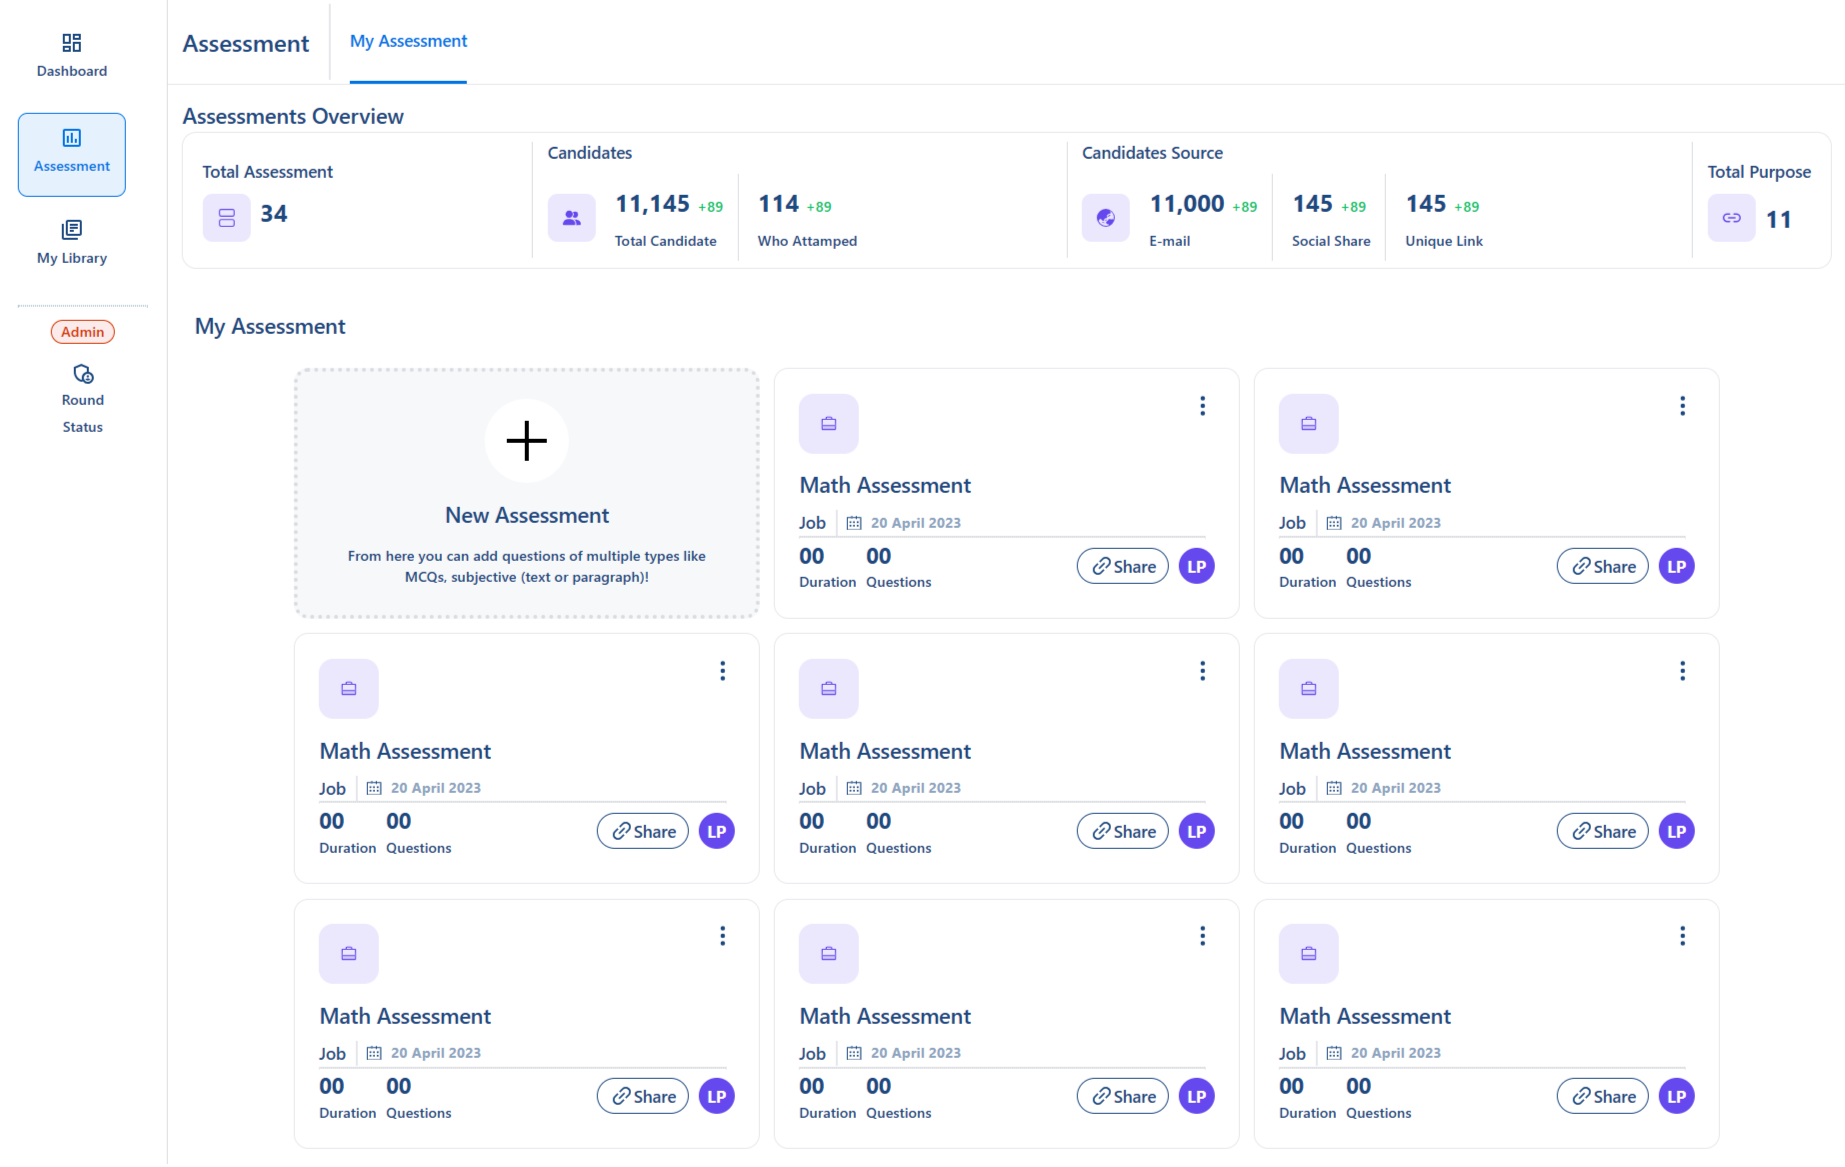 Dashboard
Assessment
My Library
Admin
Round
Status
Assessment
My Assessment
Assessments Overview
Total Assessment
34
Candidates
11,145 +89
Total Candidate
114 +89
Who Attamped
Candidates Source
11,000 +89
E-mail
145 +89
Social Share
145 +89
Unique Link
Total Purpose
11
My Assessment
New Assessment
From here you can add questions of multiple types like
MCQs, subjective (text or paragraph)!
Math Assessment
Job 20 April 2023
00 00
Duration Questions
Share LP
Math Assessment
Job 20 April 2023
00 00
Duration Questions
Share LP
Math Assessment
Job 20 April 2023
00 00
Duration Questions
Share LP
Math Assessment
Job 20 April 2023
00 00
Duration Questions
Share LP
Math Assessment
Job 20 April 2023
00 00
Duration Questions
Share LP
Math Assessment
Job 20 April 2023
00 00
Duration Questions
Share LP
Math Assessment
Job 20 April 2023
00 00
Duration Questions
Share LP
Math Assessment
Job 20 April 2023
00 00
Duration Questions
Share LP